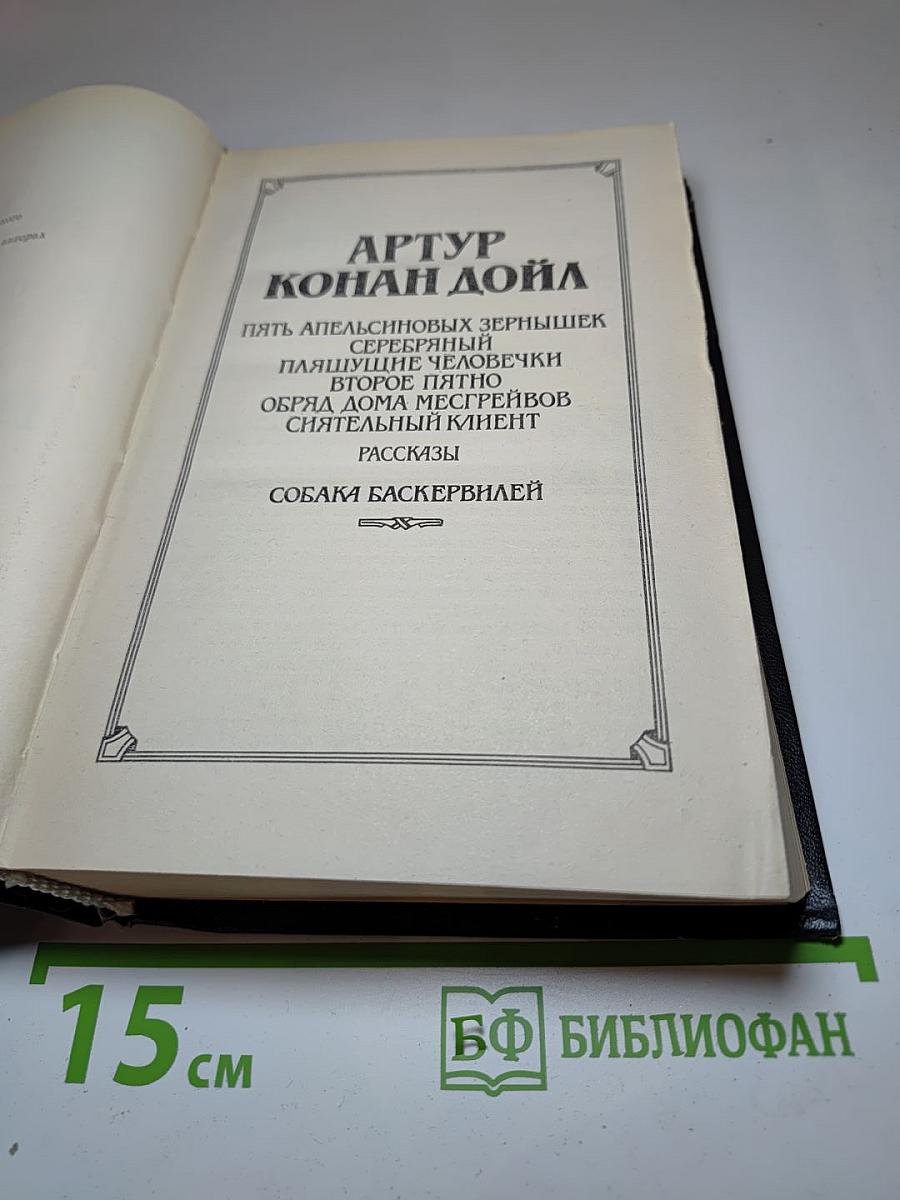 авторах
АРТУР
КОНАН ДОЙЛ
ПЯТЬ АПЕЛЬСИНОВЫХ ЗЕРНЫШЕК
СЕРЕБРЯНЫЙ
ПЛЯШУЩИЕ ЧЕЛОВЕЧКИ
ВТОРОЕ ПЯТНО
ОБРЯД ДОМА МЕСГРЕЙВОВ
СИЯТЕЛЬНЫЙ КЛИЕНТ
РАССКАЗЫ
СОБАКА БАСКЕРВИЛЕЙ
15 см
БФ БИБЛИОФАН